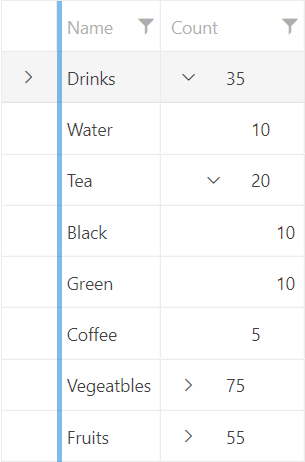 Name Count
Drinks 35
Water 10
Tea 20
Black 10
Green 10
Coffee 5
Vegeatbles 75
Fruits 55